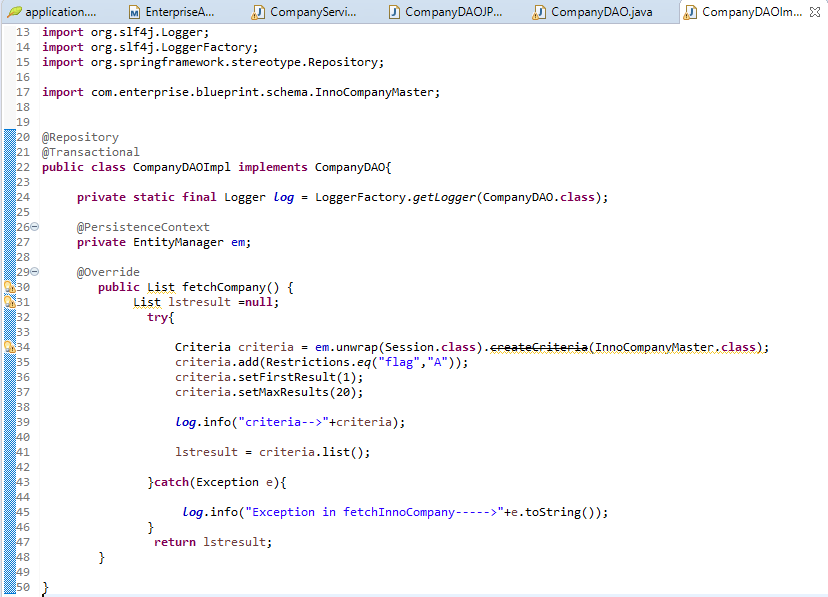 application....  EnterpriseA...  CompanyServi...  CompanyDAOJP...  CompanyDAO.java  CompanyDAOIm...
13 import org.slf4j.Logger;
14 import org.slf4j.LoggerFactory;
15 import org.springframework.stereotype.Repository;
16
17 import com.enterprise.blueprint.schema.InnoCompanyMaster;
18
19
20 @Repository
21 @Transactional
22 public class CompanyDAOImpl implements CompanyDAO{
23
24     private static final Logger log = LoggerFactory.getLogger(CompanyDAO.class);
25
26     @PersistenceContext
27     private EntityManager em;
28
29     @Override
30        public List fetchCompany() {
31             List lstresult =null;
32               try{
33
34                   Criteria criteria = em.unwrap(Session.class).createCriteria(InnoCompanyMaster.class);
35                   criteria.add(Restrictions.eq("flag","A"));
36                   criteria.setFirstResult(1);
37                   criteria.setMaxResults(20);
38
39                   log.info("criteria-->"+criteria);
40
41                   lstresult = criteria.list();
42
43               }catch(Exception e){
44
45                    log.info("Exception in fetchInnoCompany----->"+e.toString());
46               }
47                return lstresult;
48        }
49
50 }